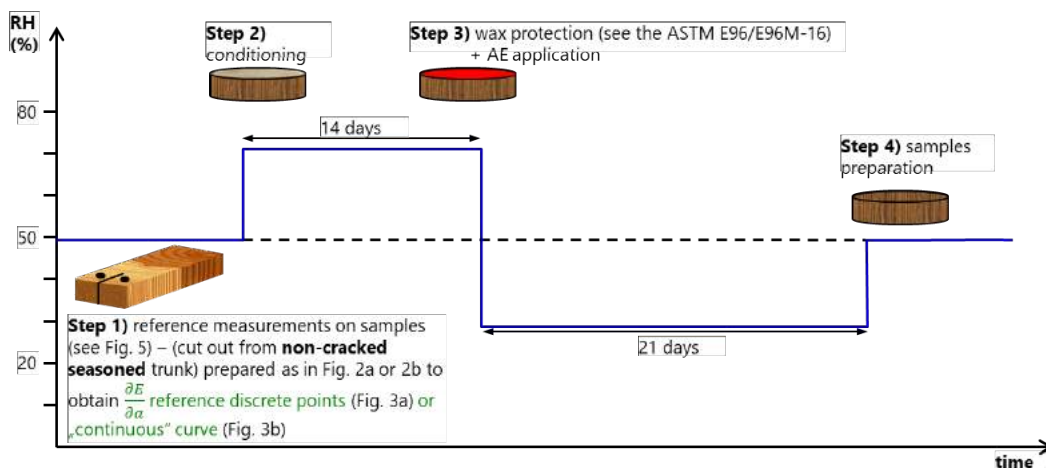 RH
(%)
Step 2)
conditioning
Step 3) wax protection (see the ASTM E96/E96M-16)
+ AE application
80
14 days
Step 4) samples
preparation
50
Step 1) reference measurements on samples
(see Fig. 5) – (cut out from non-cracked
seasoned trunk) prepared as in Fig. 2a or 2b to
obtain ∂E/∂a reference discrete points (Fig. 3a) or
„continuous“ curve (Fig. 3b)
21 days
20
time